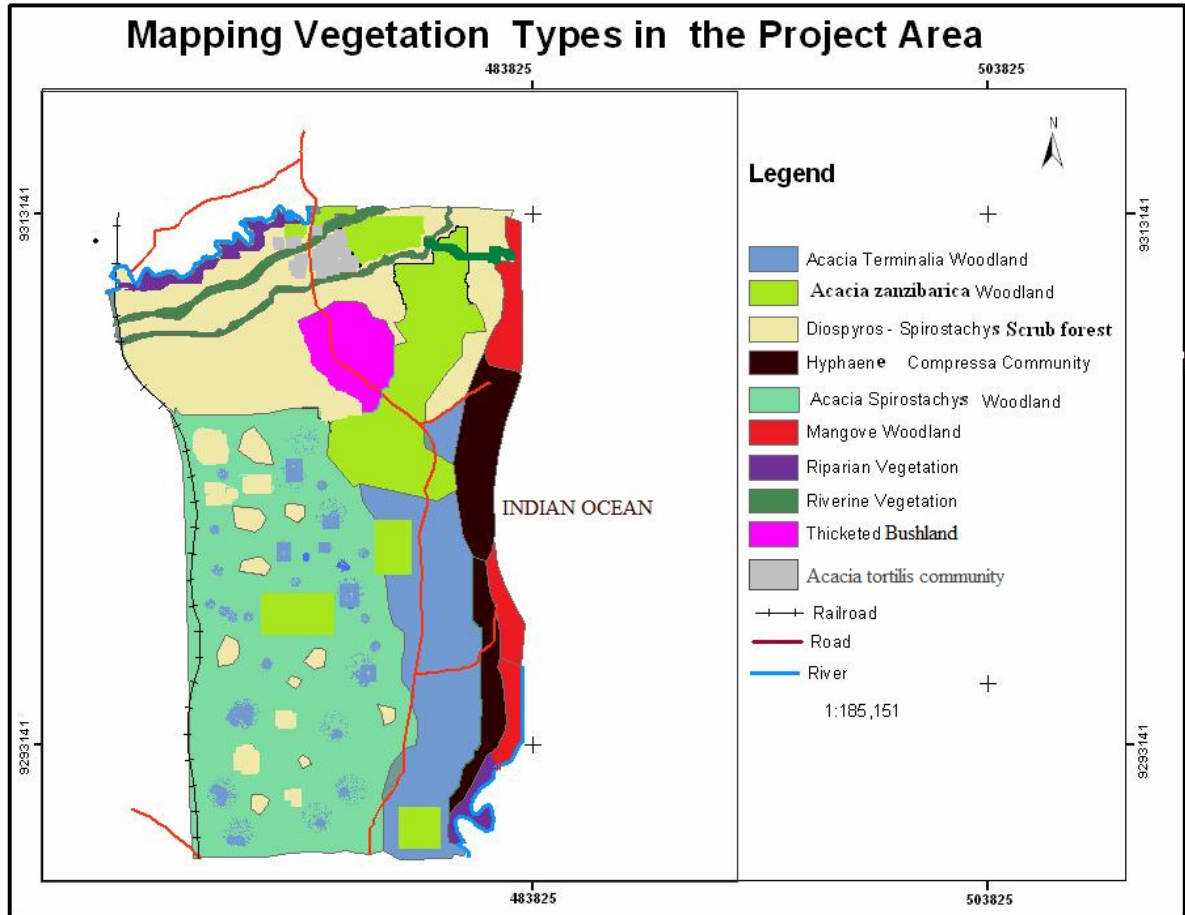 Mapping Vegetation Types in the Project Area
483825
503825
N
Legend
9313141
9313141
Acacia Terminalia Woodland
Acacia zanzibarica Woodland
Diospyros - Spirostachys Scrub forest
Hyphaene Compressa Community
Acacia Spirostachys Woodland
Mangove Woodland
Riparian Vegetation
Riverine Vegetation
INDIAN OCEAN
Thicketed Bushland
Acacia tortilis community
Railroad
Road
River
1:185,151
9293141
9293141
483825
503825